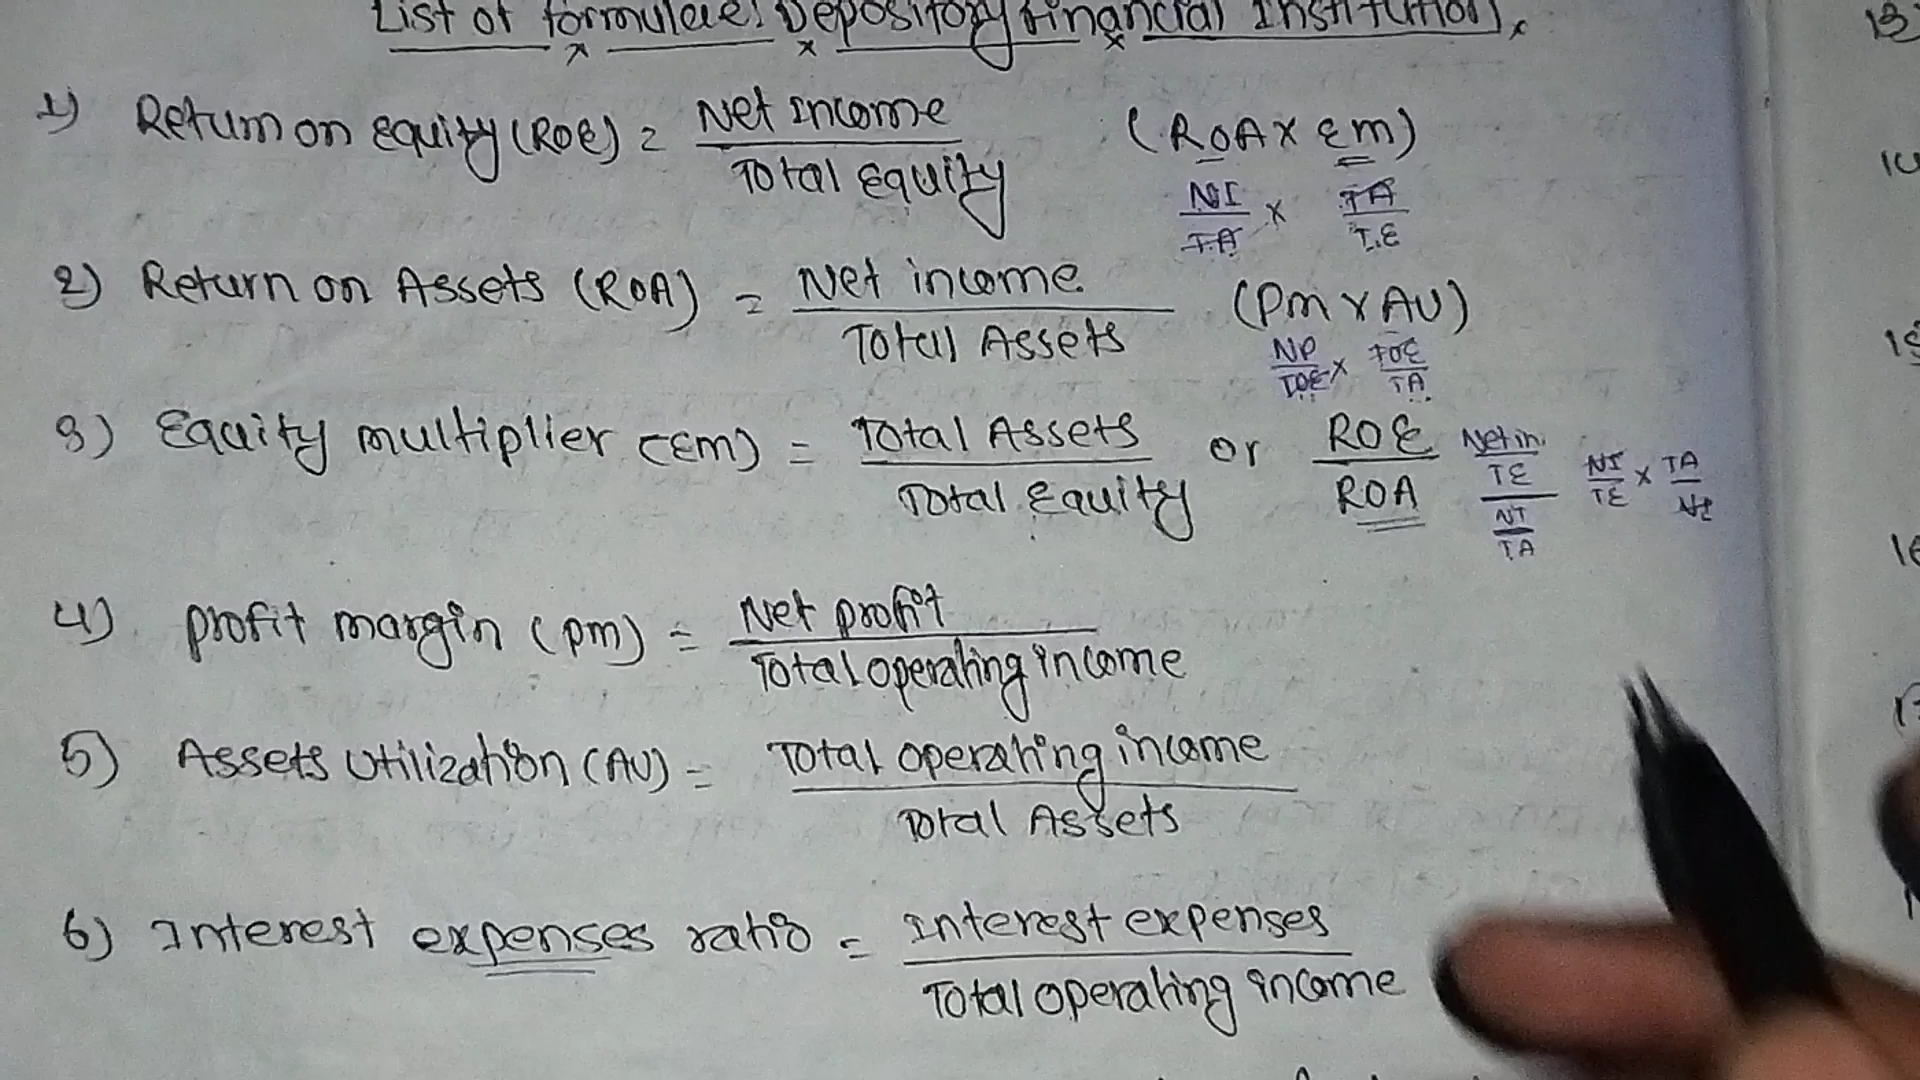 List of formulae: Depository Financial Institution.
1) Return on Equity (ROE) = Net Income / Total Equity (ROA X EM)
NI / TA X TA / T.E
2) Return on Assets (ROA) = Net income / Total Assets (PM X AU)
NP / TOE X TOE / TA
3) Equity multiplier (EM) = Total Assets / Total Equity or ROE / ROA Net in. / TE / NI / TA NI / TE X TA / NI
4) profit margin (pm) = Net profit / Total operating income
5) Assets Utilization (AU) = Total operating income / Total Assets
6) Interest expenses ratio = Interest expenses / Total operating income